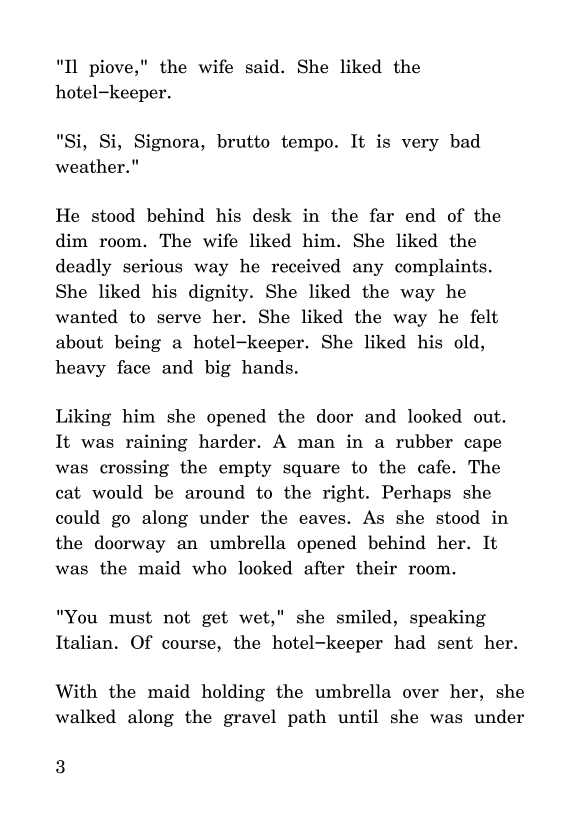 "Il piove," the wife said. She liked the
hotel-keeper.
"Si, Si, Signora, brutto tempo. It is very bad
weather."
He stood behind his desk in the far end of the
dim room. The wife liked him. She liked the
deadly serious way he received any complaints.
She liked his dignity. She liked the way he
wanted to serve her. She liked the way he felt
about being a hotel-keeper. She liked his old,
heavy face and big hands.
Liking him she opened the door and looked out.
It was raining harder. A man in a rubber cape
was crossing the empty square to the cafe. The
cat would be around to the right. Perhaps she
could go along under the eaves. As she stood in
the doorway an umbrella opened behind her. It
was the maid who looked after their room.
"You must not get wet," she smiled, speaking
Italian. Of course, the hotel-keeper had sent her.
With the maid holding the umbrella over her, she
walked along the gravel path until she was under
3